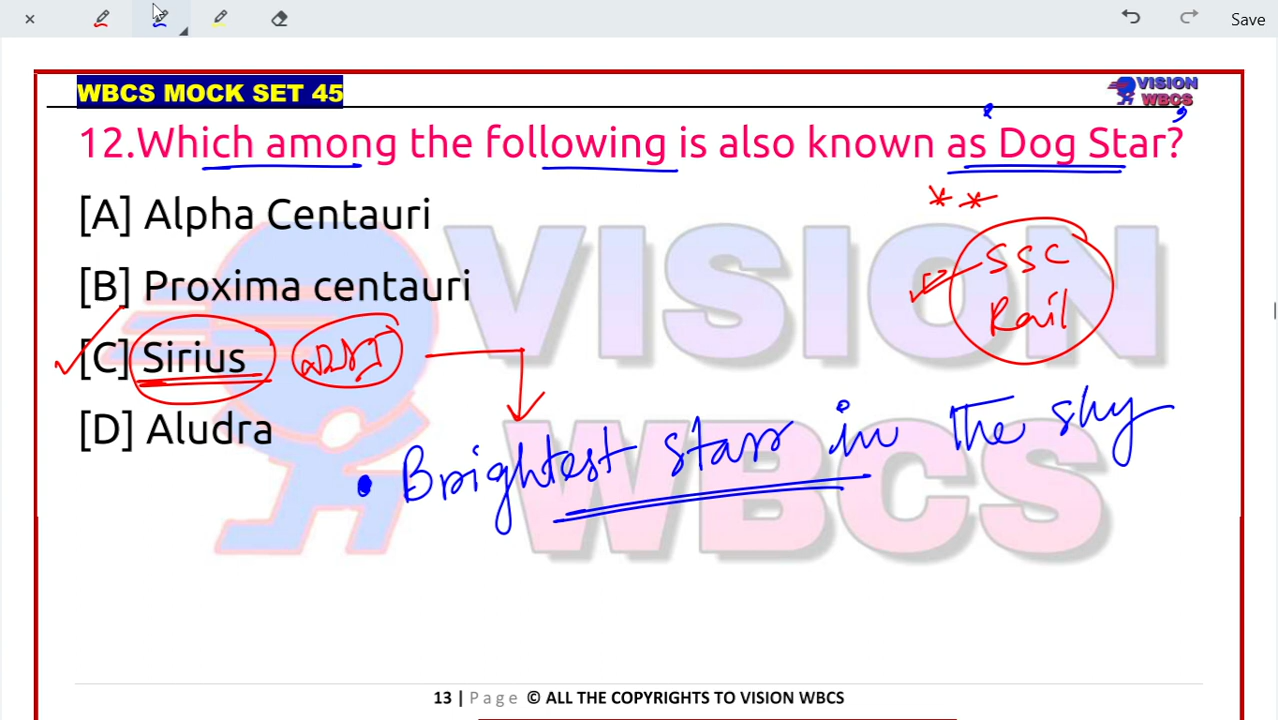 Save
WBCS MOCK SET 45
VISION
WBCS
12.Which among the following is also known as 'Dog Star?'
[A] Alpha Centauri
[B] Proxima centauri
[C] Sirius
[D] Aludra
SSC
Rail
• Brightest star in the sky
VISION
WBCS
13 | Page © ALL THE COPYRIGHTS TO VISION WBCS